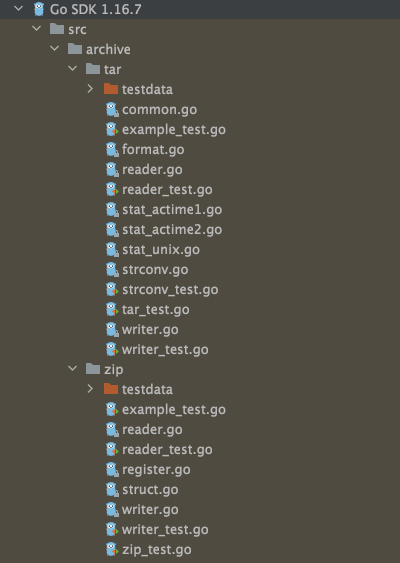 Go SDK 1.16.7
src
archive
tar
testdata
common.go
example_test.go
format.go
reader.go
reader_test.go
stat_actime1.go
stat_actime2.go
stat_unix.go
strconv.go
strconv_test.go
tar_test.go
writer.go
writer_test.go
zip
testdata
example_test.go
reader.go
reader_test.go
register.go
struct.go
writer.go
writer_test.go
zip_test.go